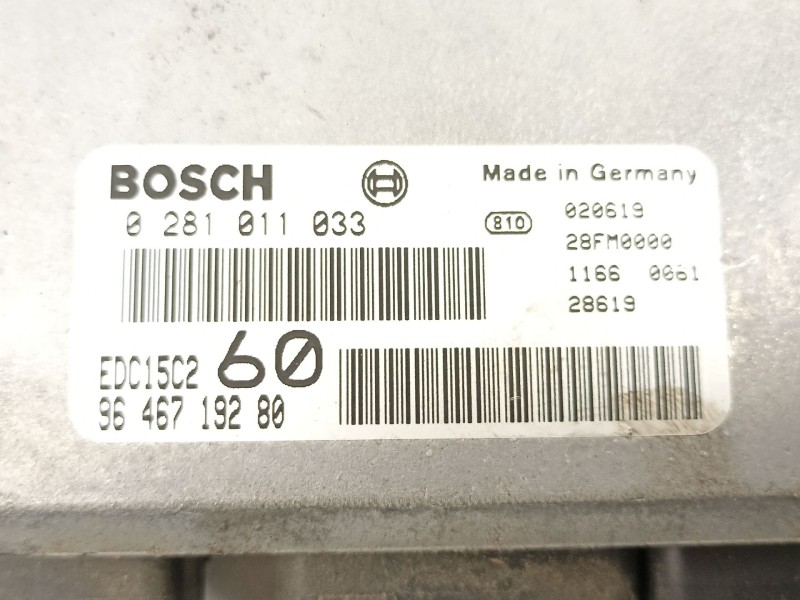 BOSCH
Made in Germany
0 281 011 033
810
020619
28FM0000
1166 0061
28619
EDC15C2 60
96 467 192 80